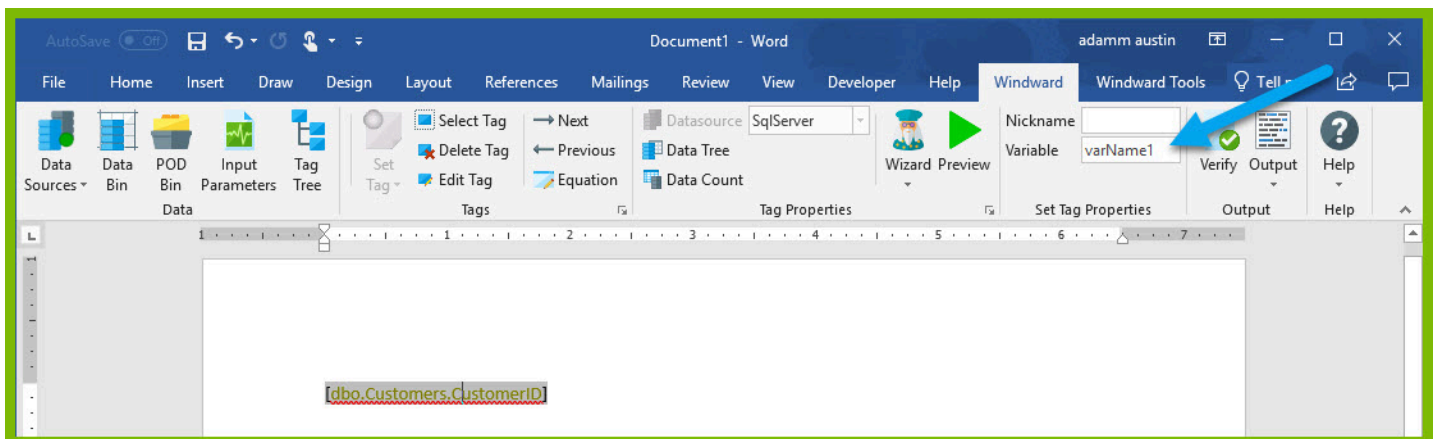 AutoSave Off Document1 - Word adamm austin
File Home Insert Draw Design Layout References Mailings Review View Developer Help Windward Windward Tools Tell
Select Tag Next Datasource SqlServer Nickname
Delete Tag Previous Data Tree Variable varName1
Edit Tag Equation Data Count
Data Sources Data Bin POD Bin Input Parameters Tag Tree Set Tag Wizard Preview Verify Output Help
Data Tags Tag Properties Set Tag Properties Output Help
L 1 1 2 3 4 5 6 7
1
[dbo.Customers.CustomerID]